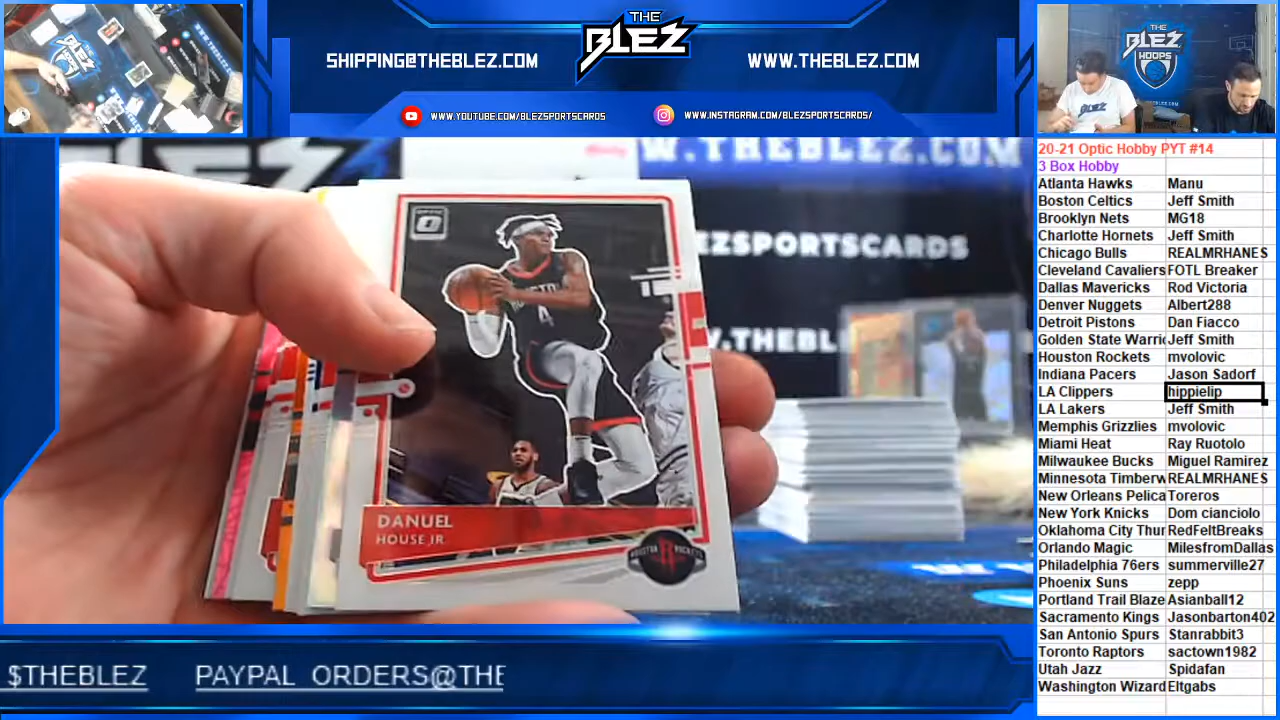 THE
BLEZ
SHIPPING@THEBLEZ.COM
WWW.THEBLEZ.COM
WWW.YOUTUBE.COM/BLEZSPORTSCARDS
WWW.INSTAGRAM.COM/BLEZSPORTSCARDS/
THE
BLEZ
HOOPS
W.THEBLEZ.COM
EZSPORTSCARDS
W.THEB
4
DANUEL
HOUSE JR.
HOUSTON ROCKETS
20-21 Optic Hobby PYT #14
3 Box Hobby
Atlanta Hawks Manu
Boston Celtics Jeff Smith
Brooklyn Nets MG18
Charlotte Hornets Jeff Smith
Chicago Bulls REALMRHANES
Cleveland Cavaliers FOTL Breaker
Dallas Mavericks Rod Victoria
Denver Nuggets Albert288
Detroit Pistons Dan Fiacco
Golden State Warri Jeff Smith
Houston Rockets mvolovic
Indiana Pacers Jason Sadorf
LA Clippers hippielip
LA Lakers Jeff Smith
Memphis Grizzlies mvolovic
Miami Heat Ray Ruotolo
Milwaukee Bucks Miguel Ramirez
Minnesota Timberw REALMRHANES
New Orleans Pelica Toreros
New York Knicks Dom cianciolo
Oklahoma City Thur RedFeltBreaks
Orlando Magic MilesfromDallas
Philadelphia 76ers summerville27
Phoenix Suns zepp
Portland Trail Blaze Asianball12
Sacramento Kings Jasonbarton402
San Antonio Spurs Stanrabbit3
Toronto Raptors sactown1982
Utah Jazz Spidafan
Washington Wizard Eltgabs
$THEBLEZ PAYPAL ORDERS@THE